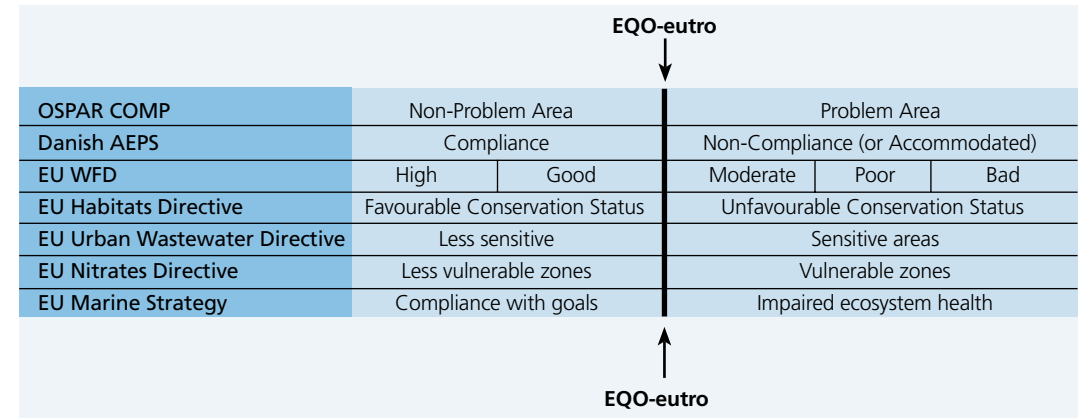 EQO-eutro
OSPAR COMP Non-Problem Area Problem Area
Danish AEPS Compliance Non-Compliance (or Accommodated)
EU WFD High Good Moderate Poor Bad
EU Habitats Directive Favourable Conservation Status Unfavourable Conservation Status
EU Urban Wastewater Directive Less sensitive Sensitive areas
EU Nitrates Directive Less vulnerable zones Vulnerable zones
EU Marine Strategy Compliance with goals Impaired ecosystem health
EQO-eutro